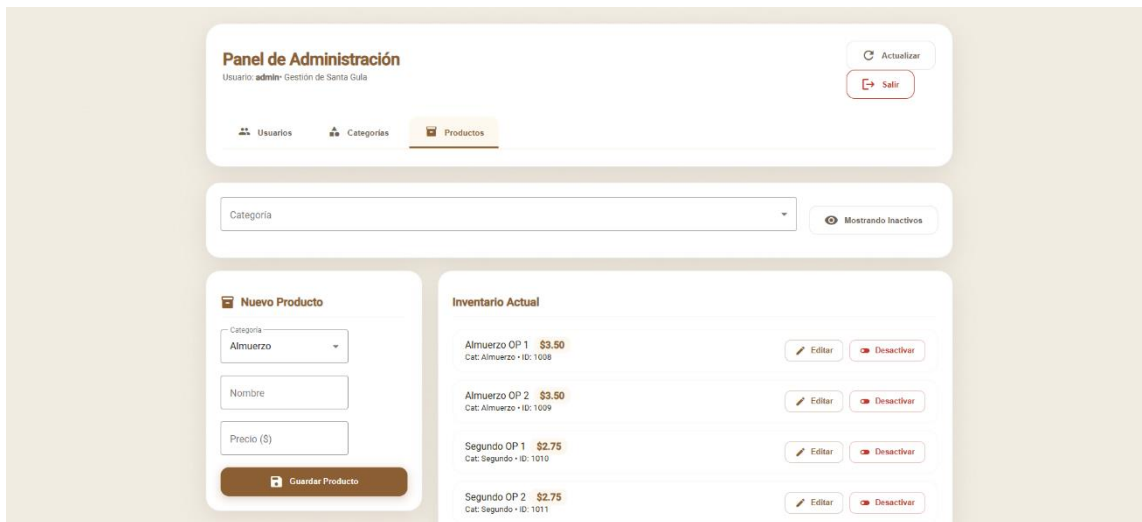 Panel de Administración
Usuario: admin• Gestión de Santa Gula
Actualizar
Salir
Usuarios
Categorías
Productos
Categoría
Mostrando Inactivos
Nuevo Producto
Categoría
Almuerzo
Nombre
Precio ($)
Guardar Producto
Inventario Actual
Almuerzo OP 1 $3.50
Cat: Almuerzo • ID: 1008
Editar
Desactivar
Almuerzo OP 2 $3.50
Cat: Almuerzo • ID: 1009
Editar
Desactivar
Segundo OP 1 $2.75
Cat: Segundo • ID: 1010
Editar
Desactivar
Segundo OP 2 $2.75
Cat: Segundo • ID: 1011
Editar
Desactivar